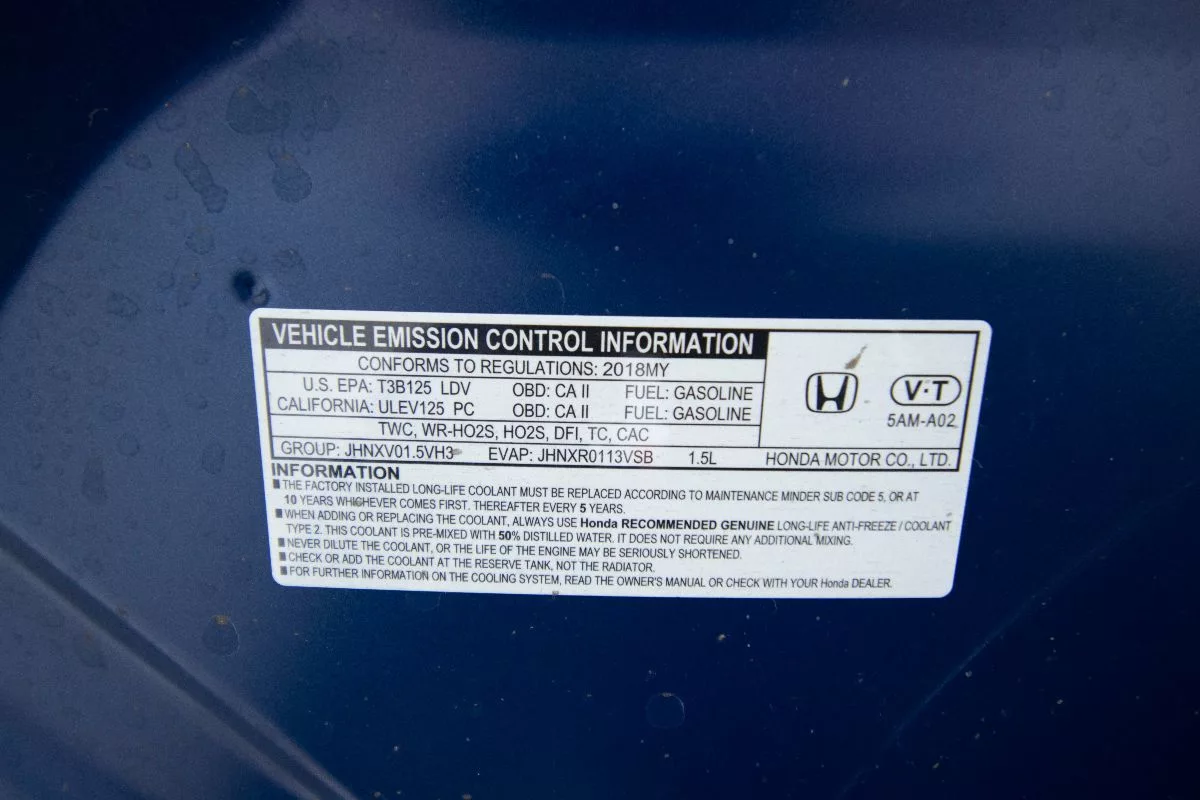 VEHICLE EMISSION CONTROL INFORMATION
CONFORMS TO REGULATIONS: 2018MY
U.S. EPA: T3B125 LDV OBD: CA II FUEL: GASOLINE
CALIFORNIA: ULEV125 PC OBD: CA II FUEL: GASOLINE
TWC, WR-HO2S, HO2S, DFI, TC, CAC
V·T
5AM-A02
GROUP: JHNXV01.5VH3 EVAP: JHNXR0113VSB 1.5L HONDA MOTOR CO., LTD.
INFORMATION
■ THE FACTORY INSTALLED LONG-LIFE COOLANT MUST BE REPLACED ACCORDING TO MAINTENANCE MINDER SUB CODE 5, OR AT
10 YEARS WHICHEVER COMES FIRST. THEREAFTER EVERY 5 YEARS.
■ WHEN ADDING OR REPLACING THE COOLANT, ALWAYS USE Honda RECOMMENDED GENUINE LONG-LIFE ANTI-FREEZE / COOLANT
TYPE 2. THIS COOLANT IS PRE-MIXED WITH 50% DISTILLED WATER. IT DOES NOT REQUIRE ANY ADDITIONAL MIXING.
■ NEVER DILUTE THE COOLANT, OR THE LIFE OF THE ENGINE MAY BE SERIOUSLY SHORTENED.
■ CHECK OR ADD THE COOLANT AT THE RESERVE TANK, NOT THE RADIATOR.
■ FOR FURTHER INFORMATION ON THE COOLING SYSTEM, READ THE OWNER'S MANUAL OR CHECK WITH YOUR Honda DEALER.